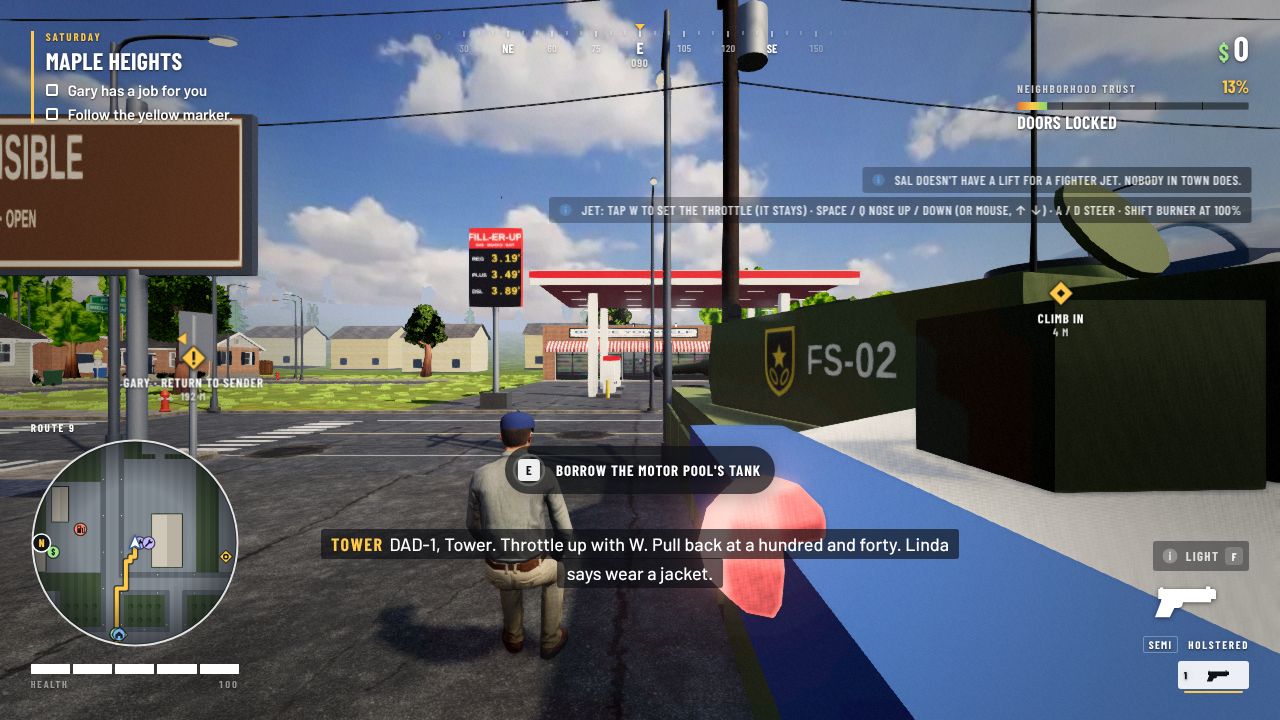 SATURDAY
MAPLE HEIGHTS
Gary has a job for you
Follow the yellow marker.
30 NE 60 75 E 105 120 SE 150
090
$0
NEIGHBORHOOD TRUST 13%
DOORS LOCKED
SAL DOESN'T HAVE A LIFT FOR A FIGHTER JET. NOBODY IN TOWN DOES.
JET: TAP W TO SET THE THROTTLE (IT STAYS) · SPACE / Q NOSE UP / DOWN (OR MOUSE, ↑ ↓) · A / D STEER · SHIFT BURNER AT 100%
NSIBLE
- OPEN
FILL-ER-UP
REG 3.19
PLUS 3.49
DSL 3.89
CLIMB IN
4 M
FS-02
GARY · RETURN TO SENDER
192 M
ROUTE 9
E BORROW THE MOTOR POOL'S TANK
TOWER DAD-1, Tower. Throttle up with W. Pull back at a hundred and forty. Linda
says wear a jacket.
N
$
LIGHT F
SEMI HOLSTERED
1
HEALTH 100